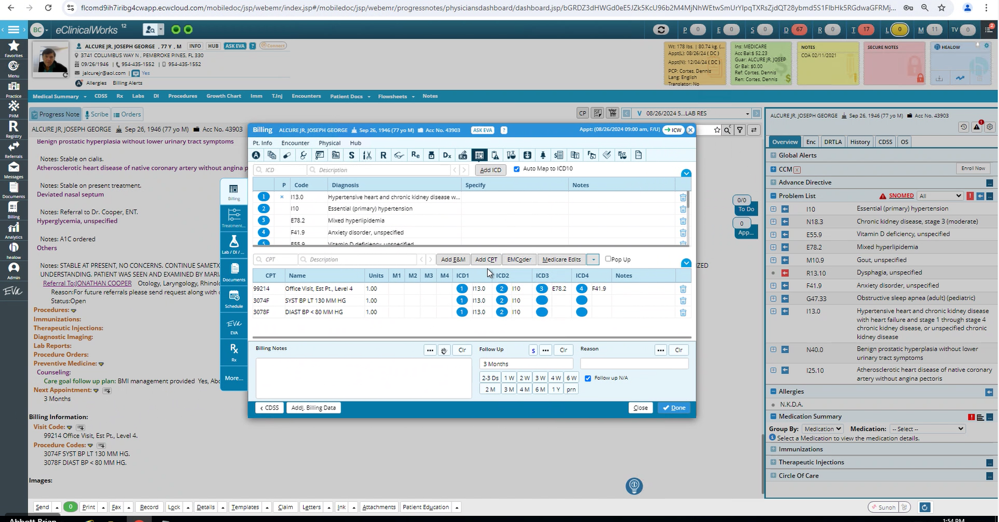 flcomd9ih7iribg4cwapp.ecwcloud.com/mobiledoc/jsp/webemr/index.jsp#/mobiledoc/jsp/webemr/progressnotes/physiciansdashboard/dashboard.jsp/
BC eClinicalWorks 12
P 0 E 0 S 0 D 67 R 0 T 17 L 0 M 11 TV 0 2
Favorites
Menu
Practice
PHM
Registry
Referrals
Messages
Documents
Billing
Analytics
healow
Admin
Eva
ALCURE JR, JOSEPH GEORGE , 77 Y , M INFO HUB ASK EVA ? Connect
3741 COLUMBUS WAY N , PEMBROKE PINES, FL 330
09/26/1946 | 954-435-1552 | 954-435-1552
jalcurejr@aol.com | Yes
Allergies Billing Alerts
Wt: 178 lbs. | 80.74 kg. (...
Appt(L): 08/26/24 ( DC )
Appt(N): 12/04/24 ( DC )
PCP: Cortes, Dennis
Lang: English
Translator: No
Ins: MEDICARE
Acc Bal:$ 52.23
Guar: ALCURE JR, JOSEP
Gr Bal: $0.00
Ref: Cortes, Dennis
Ren: Cortes, Dennis
NOTES
COA 02/11/2021
SECURE NOTES
HEALOW
Medical Summary CDSS Rx Labs DI Procedures Growth Chart Imm T.Inj Encounters Patient Docs Flowsheets Notes
Progress Note Scribe Orders
CP V 08/26/2024 5...LAB RES
ALCURE JR, JOSEPH GEORGE Sep 26, 1946 (77 yo M) Acc No. 43903
Benign prostatic hyperplasia without lower urinary tract symptoms
Notes: Stable on cialis.
Atherosclerotic heart disease of native coronary artery without angina p
Notes: Stable on present treatment.
Deviated nasal septum
Notes: Referral to Dr. Cooper, ENT.
Hyperglycemia, unspecified
Notes: A1C ordered
Others
Notes: STABLE AT PRESENT, NO CONCERNS. CONTINUE SAMETX
UNDERSTANDING. PATIENT WAS SEEN AND EXAMINED BY MARI
Referral To:JONATHAN COOPER Otology, Laryngology, Rhinol
Reason:For future referrals please send request along with c
Status:Open
Procedures:
Immunizations:
Therapeutic Injections:
Diagnostic Imaging:
Lab Reports:
Procedure Orders:
Preventive Medicine:
Counseling:
Care goal follow up plan: BMI management provided Yes, Abo
Next Appointment:
3 Months
Billing Information:
Visit Code:
99214 Office Visit, Est Pt., Level 4.
Procedure Codes:
3074F SYST BP LT 130 MM HG.
3078F DIAST BP < 80 MM HG.
Images:
Billing ALCURE JR, JOSEPH GEORGE Sep 26, 1946 (77 yo M) Acc No. 43903 ASK EVA ? Appt: (08/26/2024 09:00 am, F/U) ICW
Pt. Info Encounter Physical Hub
ICD Description Add ICD Auto Map to ICD10
P Code Diagnosis Specify Notes
1 I13.0 Hypertensive heart and chronic kidney disease w...
2 I10 Essential (primary) hypertension
3 E78.2 Mixed hyperlipidemia
4 F41.9 Anxiety disorder, unspecified
5 E55.9 Vitamin D deficiency, unspecified
CPT Description Add E&M Add CPT EMCoder Medicare Edits Pop Up
CPT Name Units M1 M2 M3 M4 ICD1 ICD2 ICD3 ICD4 Notes
99214 Office Visit, Est Pt., Level 4 1.00 1 I13.0 2 I10 3 E78.2 4 F41.9
3074F SYST BP LT 130 MM HG 1.00 1 I13.0 2 I10
3078F DIAST BP < 80 MM HG 1.00 1 I13.0 2 I10
Billing Notes ... Clr
Follow Up S ... Clr
Reason ... Clr
3 Months
2-3 Ds 1 W 2 W 3 W 4 W 6 W
2 M 3 M 4 M 6 M 1 Y prn
Follow up N/A
CDSS Addl. Billing Data Close Done
Billing
Treatment...
Lab / DI / ...
Documents
Schedule
EVA
Rx
More...
IZED
0/0
To Do
0
App...
ALCURE JR, JOSEPH GEORGE Sep 26, 1946 (77 yo M) Acc No. 43903
Overview Enc DRTLA History CDSS OS
Global Alerts
CCM Enroll Now
Advance Directive
Problem List SNOMED All
I10 Essential (primary) hypertension
N18.3 Chronic kidney disease, stage 3 (moderate)
E55.9 Vitamin D deficiency, unspecified
E78.2 Mixed hyperlipidemia
M10.9 Gout, unspecified
R13.10 Dysphagia, unspecified
F41.9 Anxiety disorder, unspecified
G47.33 Obstructive sleep apnea (adult) (pediatric)
I13.0 Hypertensive heart and chronic kidney disease
with heart failure and stage 1 through stage 4
chronic kidney disease, or unspecified chronic
kidney disease
N40.0 Benign prostatic hyperplasia without lower
urinary tract symptoms
I25.10 Atherosclerotic heart disease of native coronary
artery without angina pectoris
Allergies
N.K.D.A.
Medication Summary
Group By: Medication Medication: -- Select --
Select a Medication to view the medication details.
Immunizations
Therapeutic Injections
Circle Of Care
Send 0 Print Fax Record Lock Details Templates Claim Letters Ink Attachments Patient Education
Sunoh
Abbott Brian
1:54 PM